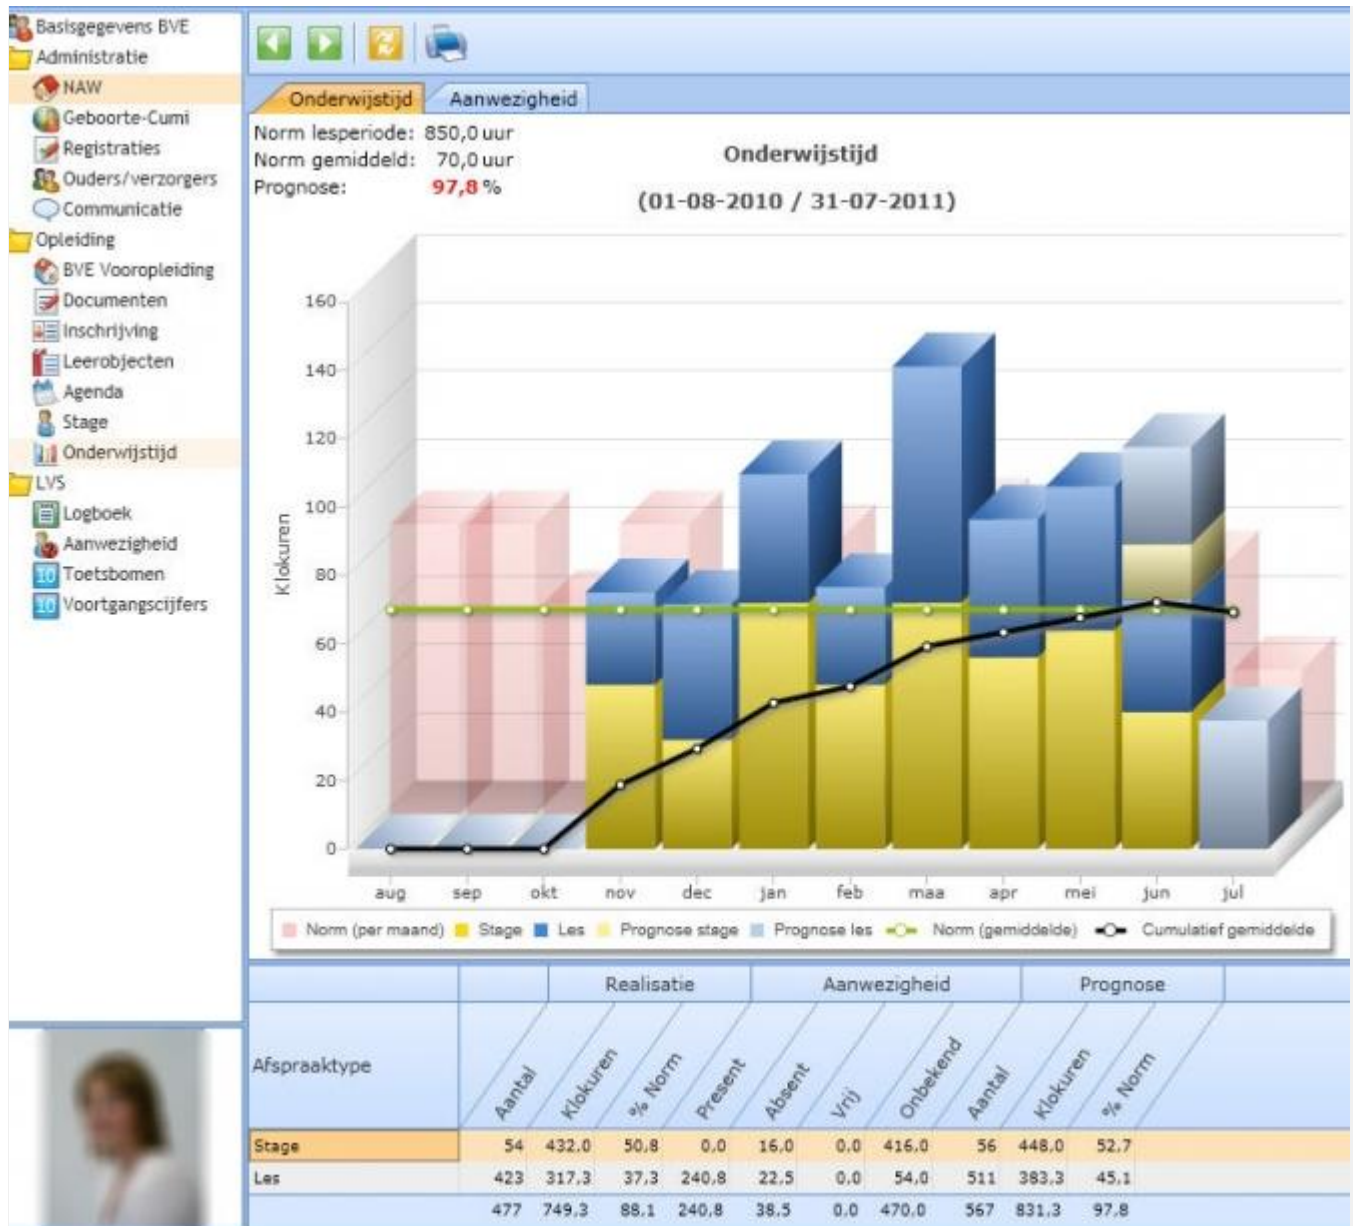 Basisgegevens BVE
Administratie
NAW
Geboorte-Cumi
Registraties
Ouders/verzorgers
Communicatie
Opleiding
BVE Vooropleiding
Documenten
Inschrijving
Leerobjecten
Agenda
Stage
Onderwijstijd
LVS
Logboek
Aanwezigheid
10 Toetsbomen
10 Voortgangscijfers
Onderwijstijd Aanwezigheid
Norm lesperiode: 850,0 uur
Norm gemiddeld: 70,0 uur
Prognose: 97,8 %
Onderwijstijd
(01-08-2010 / 31-07-2011)
Klokuren
160
140
120
100
80
60
40
20
0
aug sep okt nov dec jan feb maa apr mei jun jul
Norm (per maand) Stage Les Prognose stage Prognose les Norm (gemiddelde) Cumulatief gemiddelde
Realisatie Aanwezigheid Prognose
Afspraaktype Aantal Klokuren % Norm Present Absent Vrij Onbekend Aantal Klokuren % Norm
Stage 54 432,0 50,8 0,0 16,0 0,0 416,0 56 448,0 52,7
Les 423 317,3 37,3 240,8 22,5 0,0 54,0 511 383,3 45,1
477 749,3 88,1 240,8 38,5 0,0 470,0 567 831,3 97,8